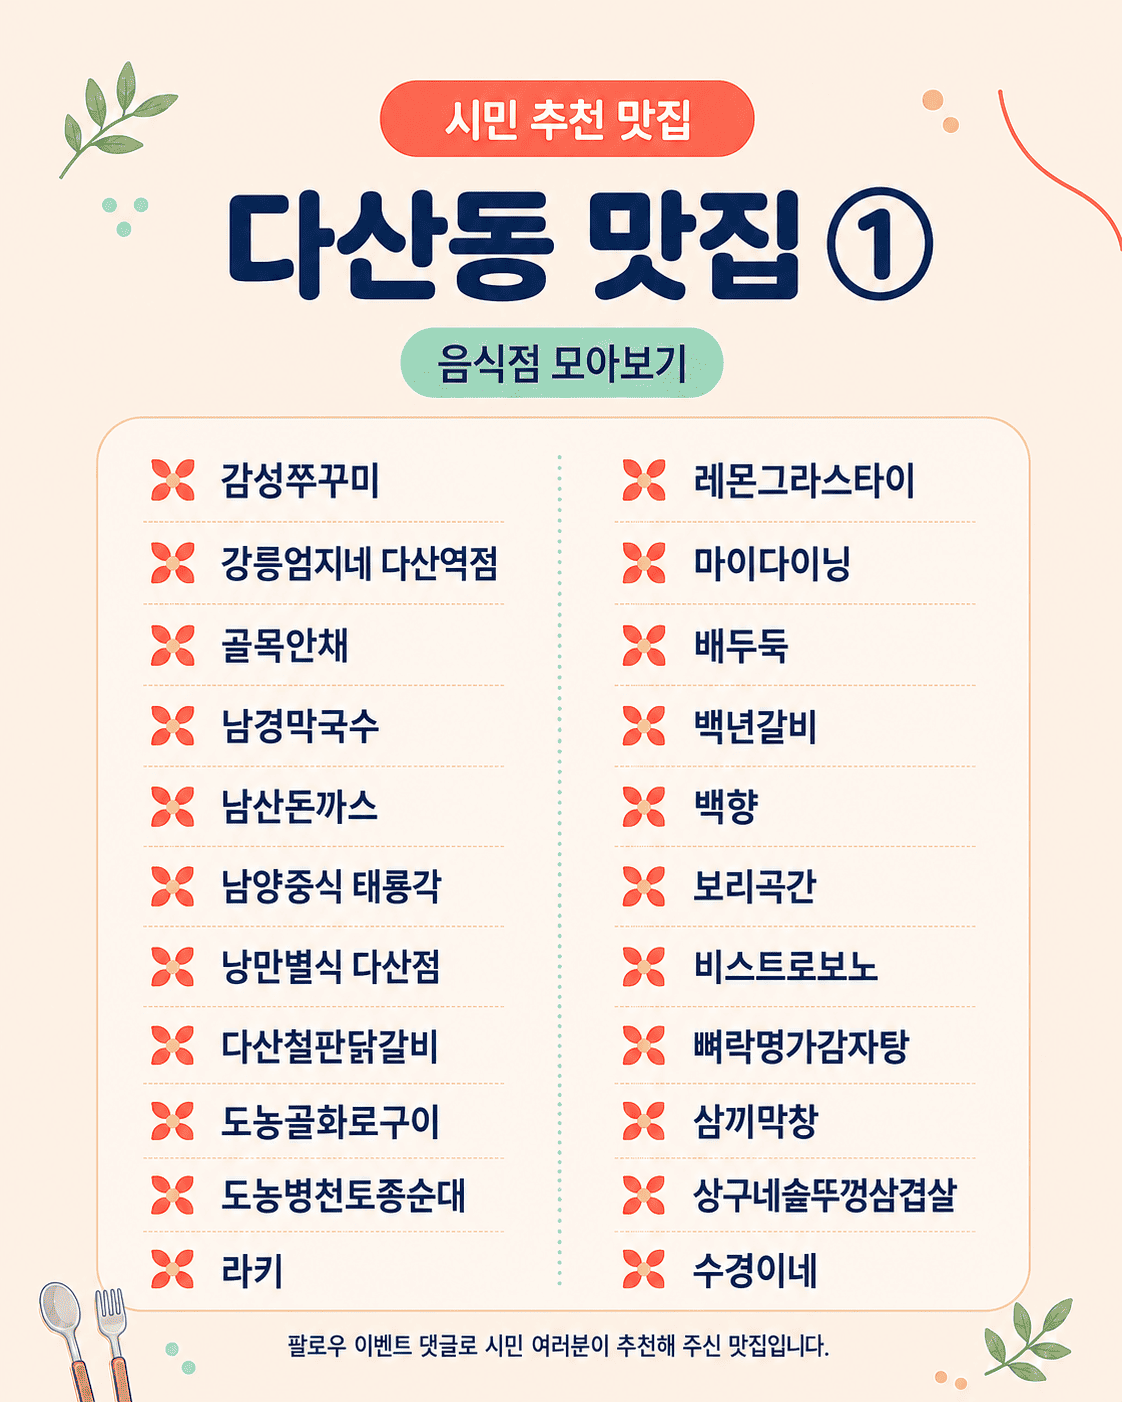 시민 추천 맛집
다산동 맛집 ①
음식점 모아보기
감성쭈꾸미
강릉엄지네 다산역점
골목안채
남경막국수
남산돈까스
남양중식 태룡각
낭만별식 다산점
다산철판닭갈비
도농골화로구이
도농병천토종순대
라키
레몬그라스타이
마이다이닝
배두둑
백년갈비
백향
보리곡간
비스트로보노
뼈락명가감자탕
삼끼막창
상구네솥뚜껑삼겹살
수경이네
팔로우 이벤트 댓글로 시민 여러분이 추천해 주신 맛집입니다.